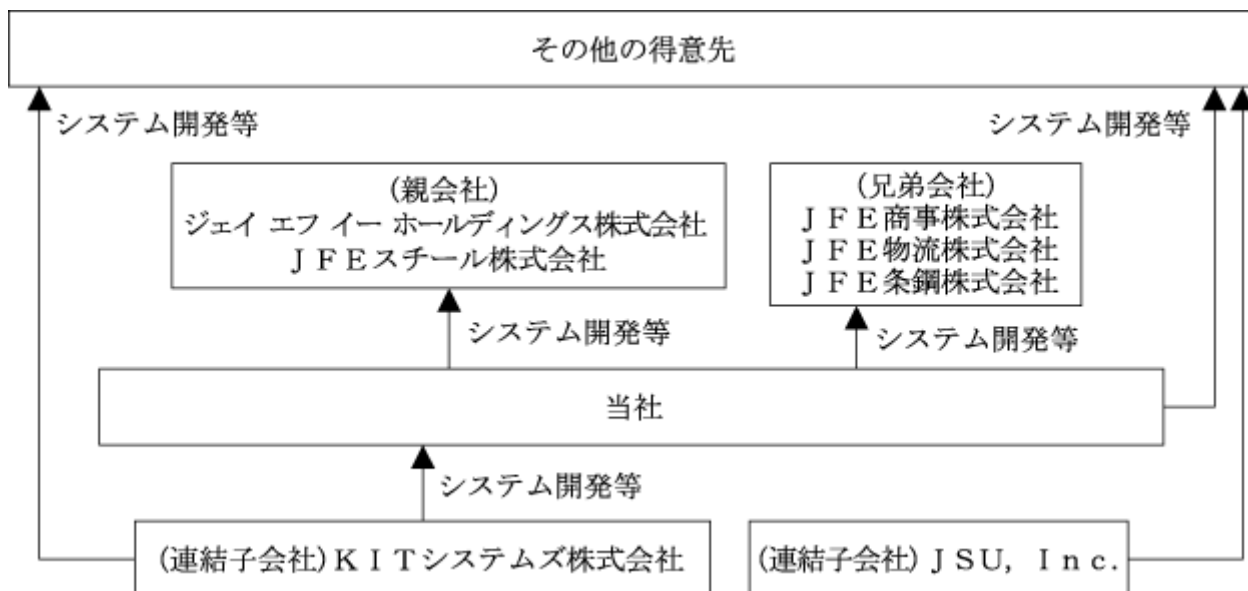 その他の得意先
システム開発等
システム開発等
(親会社)
ジェイ エフ イー ホールディングス株式会社
ＪＦＥスチール株式会社
(兄弟会社)
ＪＦＥ商事株式会社
ＪＦＥ物流株式会社
ＪＦＥ条鋼株式会社
システム開発等
システム開発等
当社
システム開発等
(連結子会社)ＫＩＴシステムズ株式会社
(連結子会社)ＪＳＵ, Ｉｎｃ.